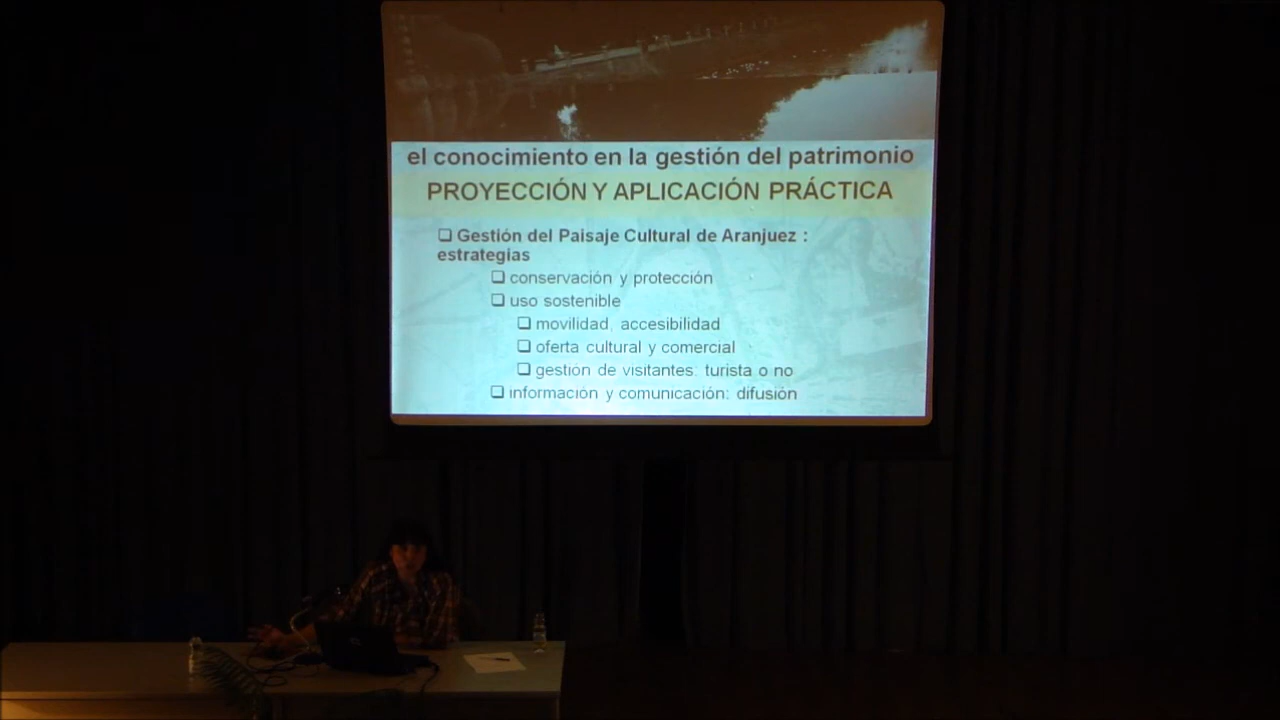 el conocimiento en la gestión del patrimonio
PROYECCIÓN Y APLICACIÓN PRÁCTICA
❑ Gestión del Paisaje Cultural de Aranjuez :
estrategias
❑ conservación y protección
❑ uso sostenible
❑ movilidad, accesibilidad
❑ oferta cultural y comercial
❑ gestión de visitantes: turista o no
❑ información y comunicación: difusión